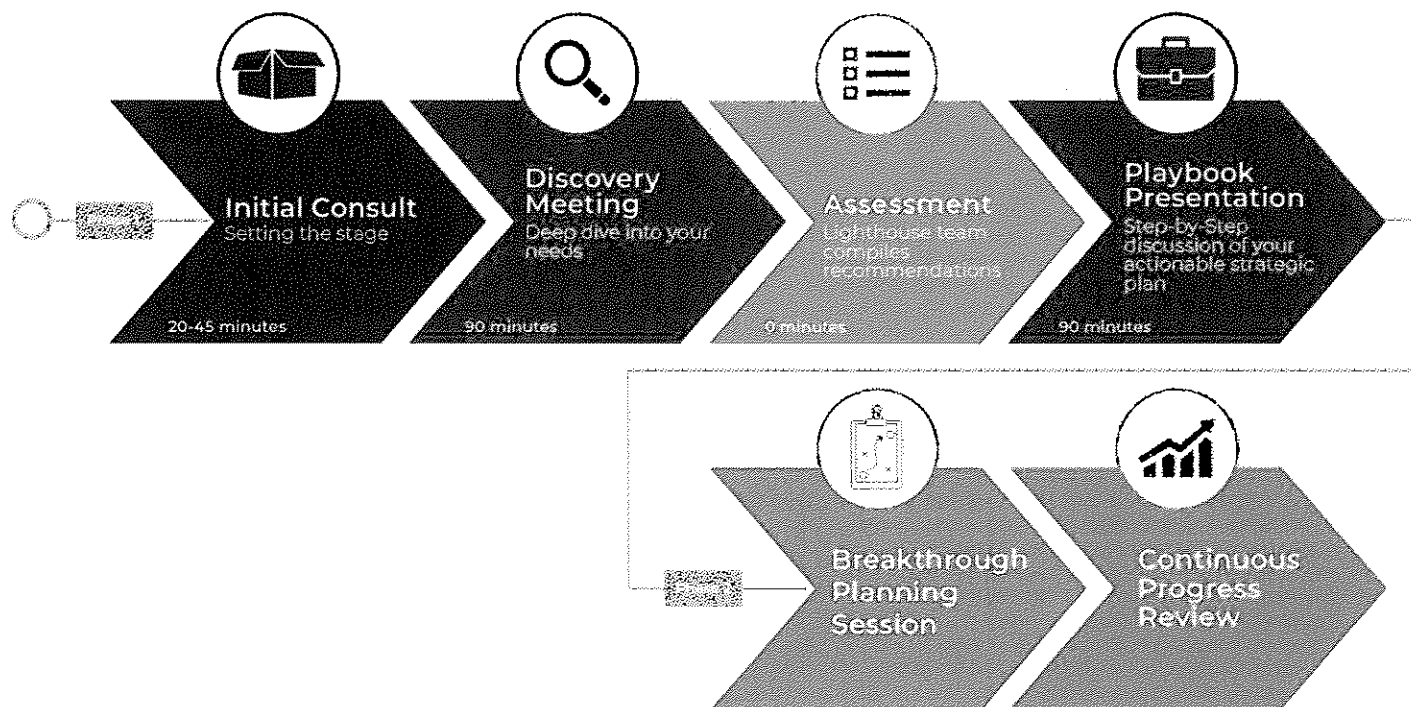 Initial Consult
Setting the stage
20-45 minutes
Discovery
Meeting
Deep dive into your
needs
90 minutes
Assessment
Lighthouse team
compiles
recommendations
0 minutes
Playbook
Presentation
Step-by-Step
discussion of your
actionable strategic
plan
90 minutes
Breakthrough
Planning
Session
Continuous
Progress
Review